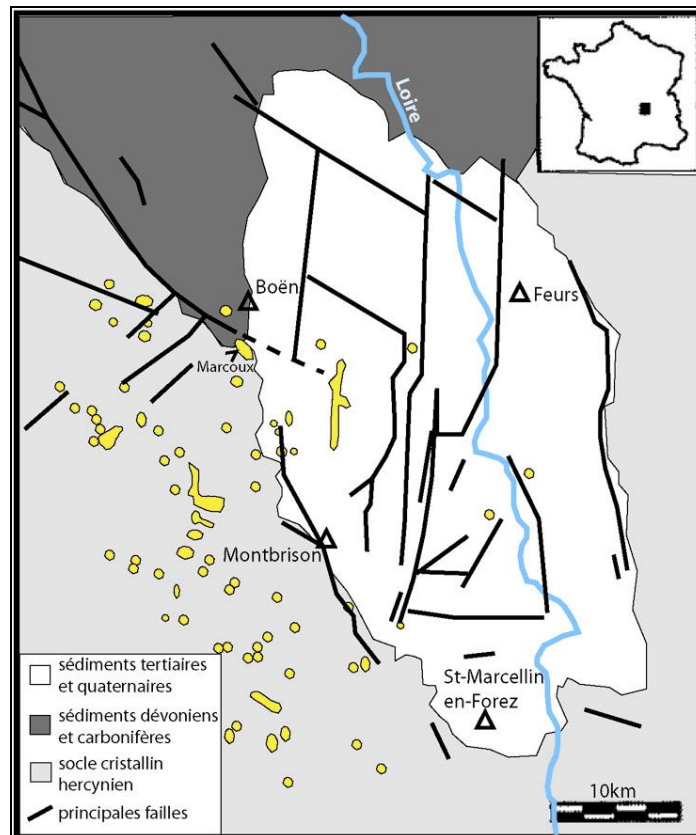 Loire
Boën
Feurs
Marcoux
Montbrison
St-Marcellin
en-Forez
sédiments tertiaires
et quaternaires
sédiments dévoniens
et carbonifères
socle cristallin
hercynien
principales failles
10km